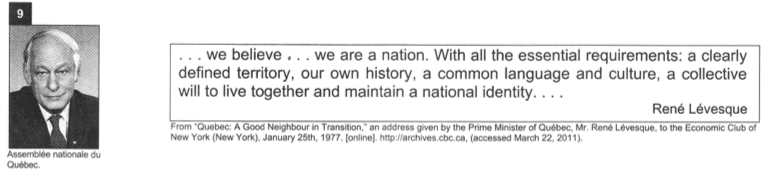 9
. . . we believe . . . we are a nation. With all the essential requirements: a clearly
defined territory, our own history, a common language and culture, a collective
will to live together and maintain a national identity. . . .
René Lévesque
From "Quebec: A Good Neighbour in Transition," an address given by the Prime Minister of Québec, Mr. René Lévesque, to the Economic Club of
New York (New York), January 25th, 1977. [online]. http://archives.cbc.ca, (accessed March 22, 2011).
Assemblée nationale du
Québec.